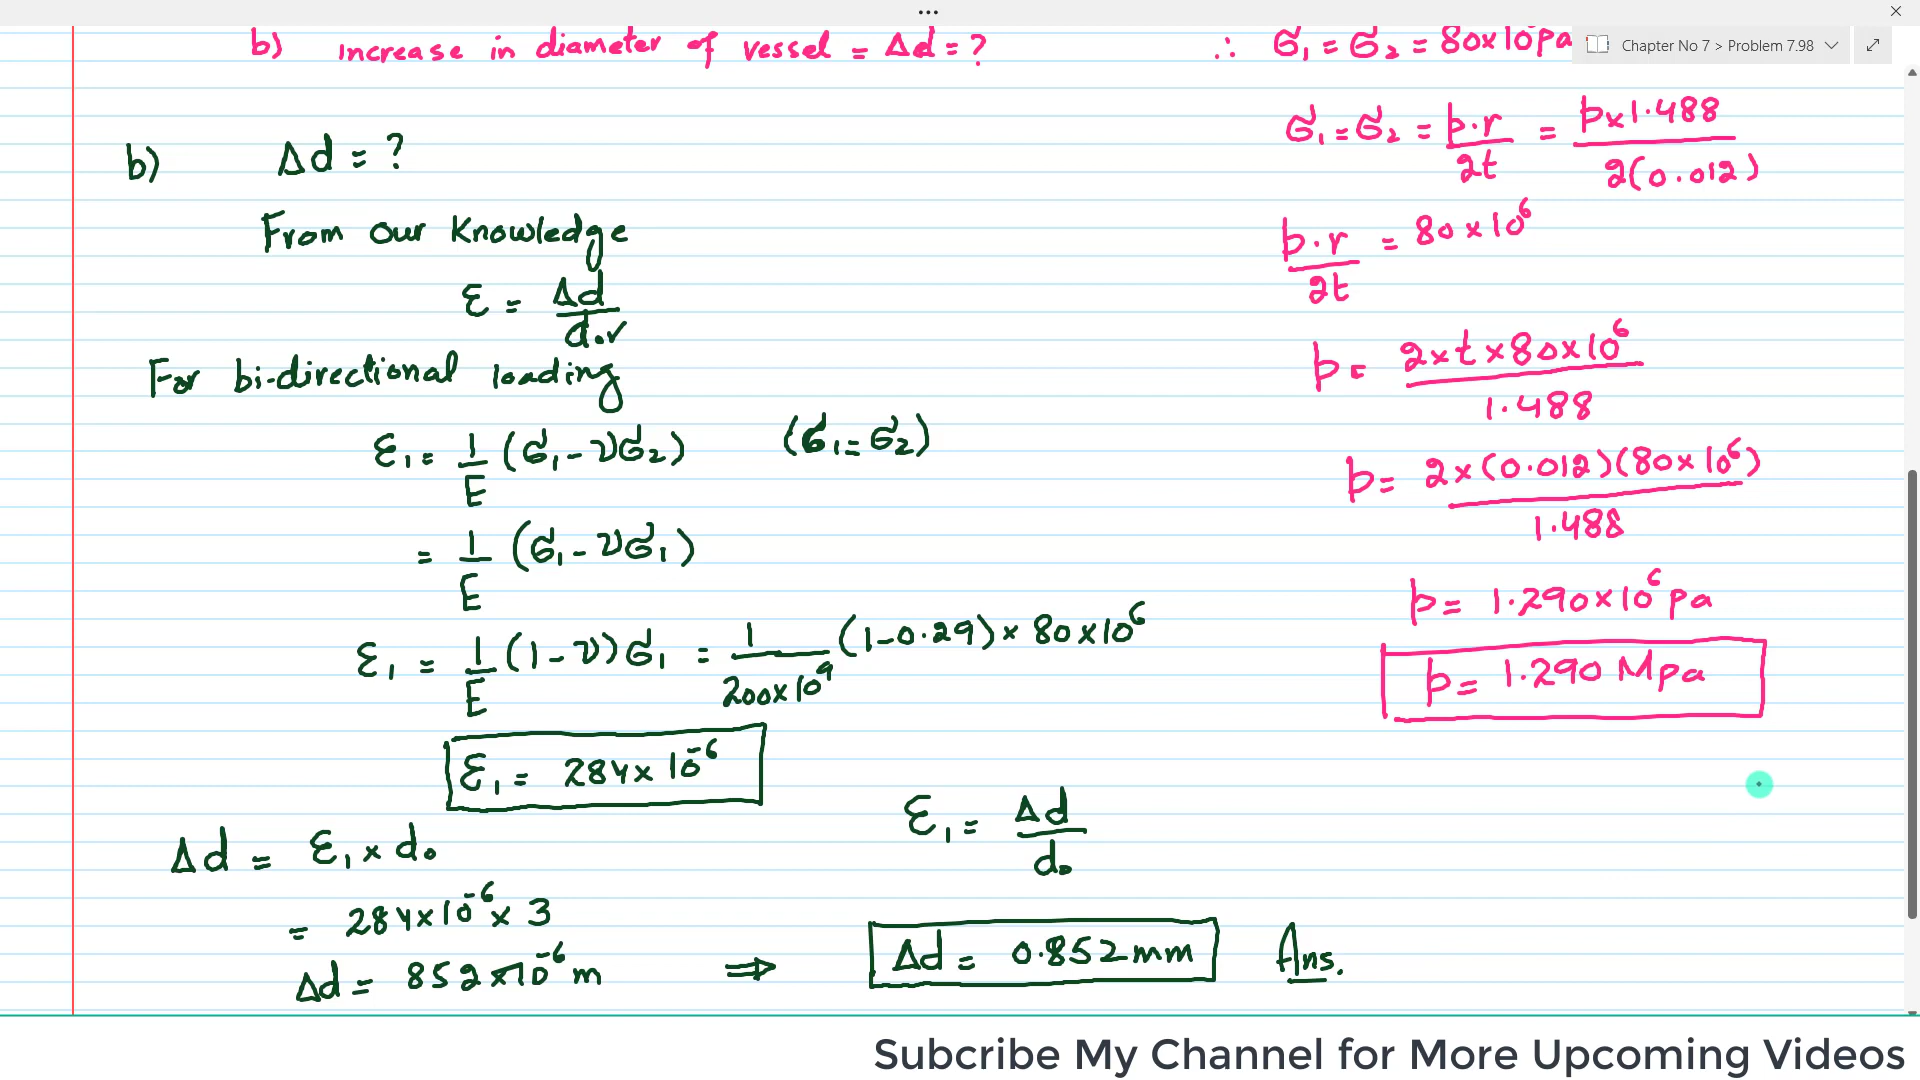 ...
b) Increase in diameter of vessel = Δd = ?
∴ σ₁ = σ₂ = 80×10⁶ pa
Chapter No 7 > Problem 7.98
b) Δd = ?
From our Knowledge
ε = Δd / d₀ ✓
For bi-directional loading
ε₁ = 1/E (σ₁ - νσ₂) (σ₁ = σ₂)
= 1/E (σ₁ - νσ₁)
ε₁ = 1/E (1 - ν) σ₁ = 1/200×10⁹ (1 - 0.29) × 80×10⁶
ε₁ = 284×10⁻⁶
Δd = ε₁ × d₀
ε₁ = Δd / d₀
= 284×10⁻⁶ × 3
Δd = 852×10⁻⁶ m ⇒ Δd = 0.852 mm Ans.
σ₁ = σ₂ = p.r / 2t = p×1.488 / 2(0.012)
p.r / 2t = 80×10⁶
p = 2×t×80×10⁶ / 1.488
p = 2×(0.012)(80×10⁶) / 1.488
p = 1.290×10⁶ pa
p = 1.290 Mpa
Subcribe My Channel for More Upcoming Videos